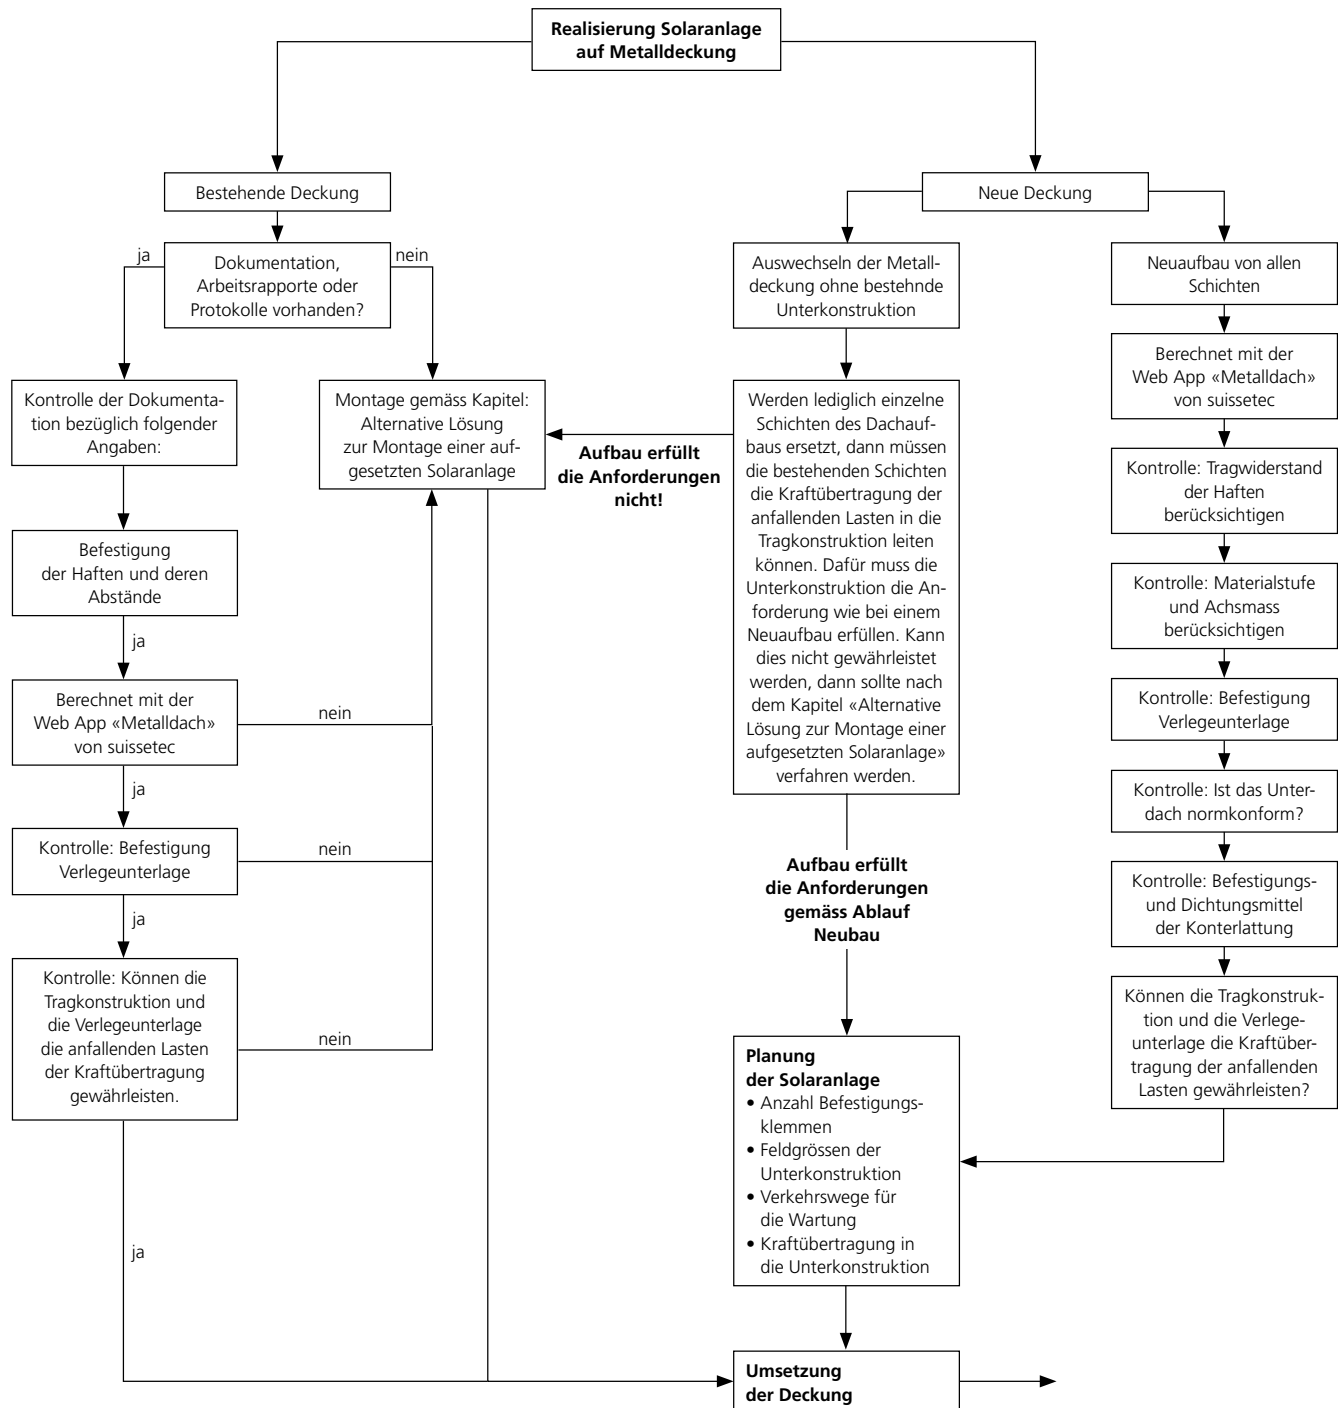 Realisierung Solaranlage
auf Metalldeckung
Bestehende Deckung
ja
nein
Dokumentation,
Arbeitsrapporte oder
Protokolle vorhanden?
Kontrolle der Dokumenta-
tion bezüglich folgender
Angaben:
Befestigung
der Haften und deren
Abstände
ja
Berechnet mit der
Web App «Metalldach»
von suissetec
nein
ja
Kontrolle: Befestigung
Verlegeunterlage
nein
ja
Kontrolle: Können die
Tragkonstruktion und
die Verlegeunterlage
die anfallenden Lasten
der Kraftübertragung
gewährleisten.
nein
ja
Montage gemäss Kapitel:
Alternative Lösung
zur Montage einer auf-
gesetzten Solaranlage
Aufbau erfüllt
die Anforderungen
nicht!
Neue Deckung
Auswechseln der Metall-
deckung ohne bestehnde
Unterkonstruktion
Werden lediglich einzelne
Schichten des Dachauf-
baus ersetzt, dann müssen
die bestehenden Schichten
die Kraftübertragung der
anfallenden Lasten in die
Tragkonstruktion leiten
können. Dafür muss die
Unterkonstruktion die An-
forderung wie bei einem
Neuaufbau erfüllen. Kann
dies nicht gewährleistet
werden, dann sollte nach
dem Kapitel «Alternative
Lösung zur Montage einer
aufgesetzten Solaranlage»
verfahren werden.
Aufbau erfüllt
die Anforderungen
gemäss Ablauf
Neubau
Neuaufbau von allen
Schichten
Berechnet mit der
Web App «Metalldach»
von suissetec
Kontrolle: Tragwiderstand
der Haften
berücksichtigen
Kontrolle: Materialstufe
und Achsmass
berücksichtigen
Kontrolle: Befestigung
Verlegeunterlage
Kontrolle: Ist das Unter-
dach normkonform?
Kontrolle: Befestigungs-
und Dichtungsmittel
der Konterlattung
Können die Tragkonstruk-
tion und die Verlege-
unterlage die Kraftüber-
tragung der anfallenden
Lasten gewährleisten?
Planung
der Solaranlage
• Anzahl Befestigungs-
klemmen
• Feldgrössen der
Unterkonstruktion
• Verkehrswege für
die Wartung
• Kraftübertragung in
die Unterkonstruktion
Umsetzung
der Deckung